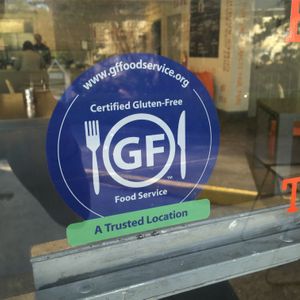 www.gffoodservice.org
Certified Gluten-Free
GF
Food Service
A Trusted Location